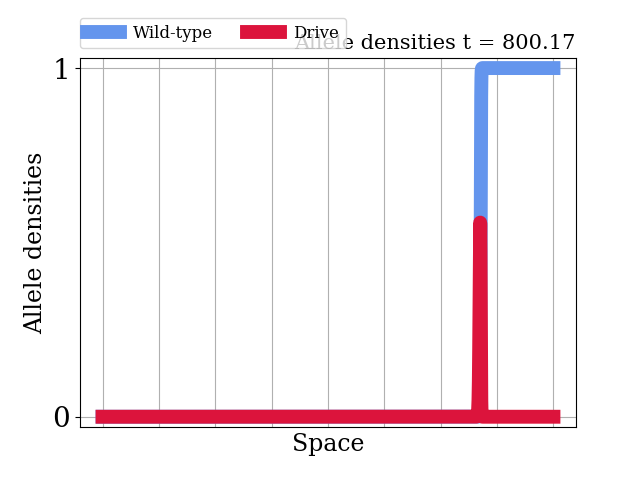 Wild-type Drive
Allele densities t = 800.17
1
Allele densities
0
Space